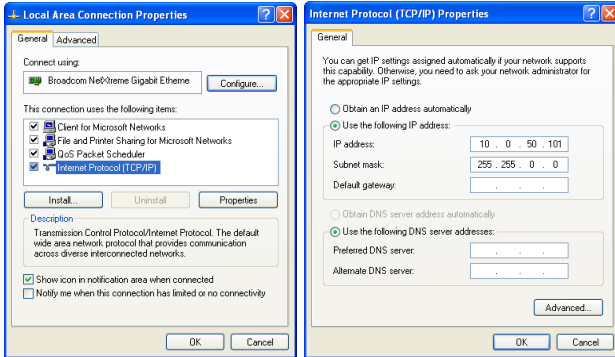 Local Area Connection Properties
General
Advanced
Connect using:
Broadcom NetXtreme Gigabit Etherne
Configure...
This connection uses the following items:
Client for Microsoft Networks
File and Printer Sharing for Microsoft Networks
QoS Packet Scheduler
Internet Protocol (TCP/IP)
Install...
Uninstall
Properties
Description
Transmission Control Protocol/Internet Protocol. The default
wide area network protocol that provides communication
across diverse interconnected networks.
Show icon in notification area when connected
Notify me when this connection has limited or no connectivity
OK
Cancel
Internet Protocol (TCP/IP) Properties
General
You can get IP settings assigned automatically if your network supports
this capability. Otherwise, you need to ask your network administrator for
the appropriate IP settings.
Obtain an IP address automatically
Use the following IP address:
IP address: 10 . 0 . 50 . 101
Subnet mask: 255 . 255 . 0 . 0
Default gateway: . . .
Obtain DNS server address automatically
Use the following DNS server addresses:
Preferred DNS server: . . .
Alternate DNS server: . . .
Advanced...
OK
Cancel